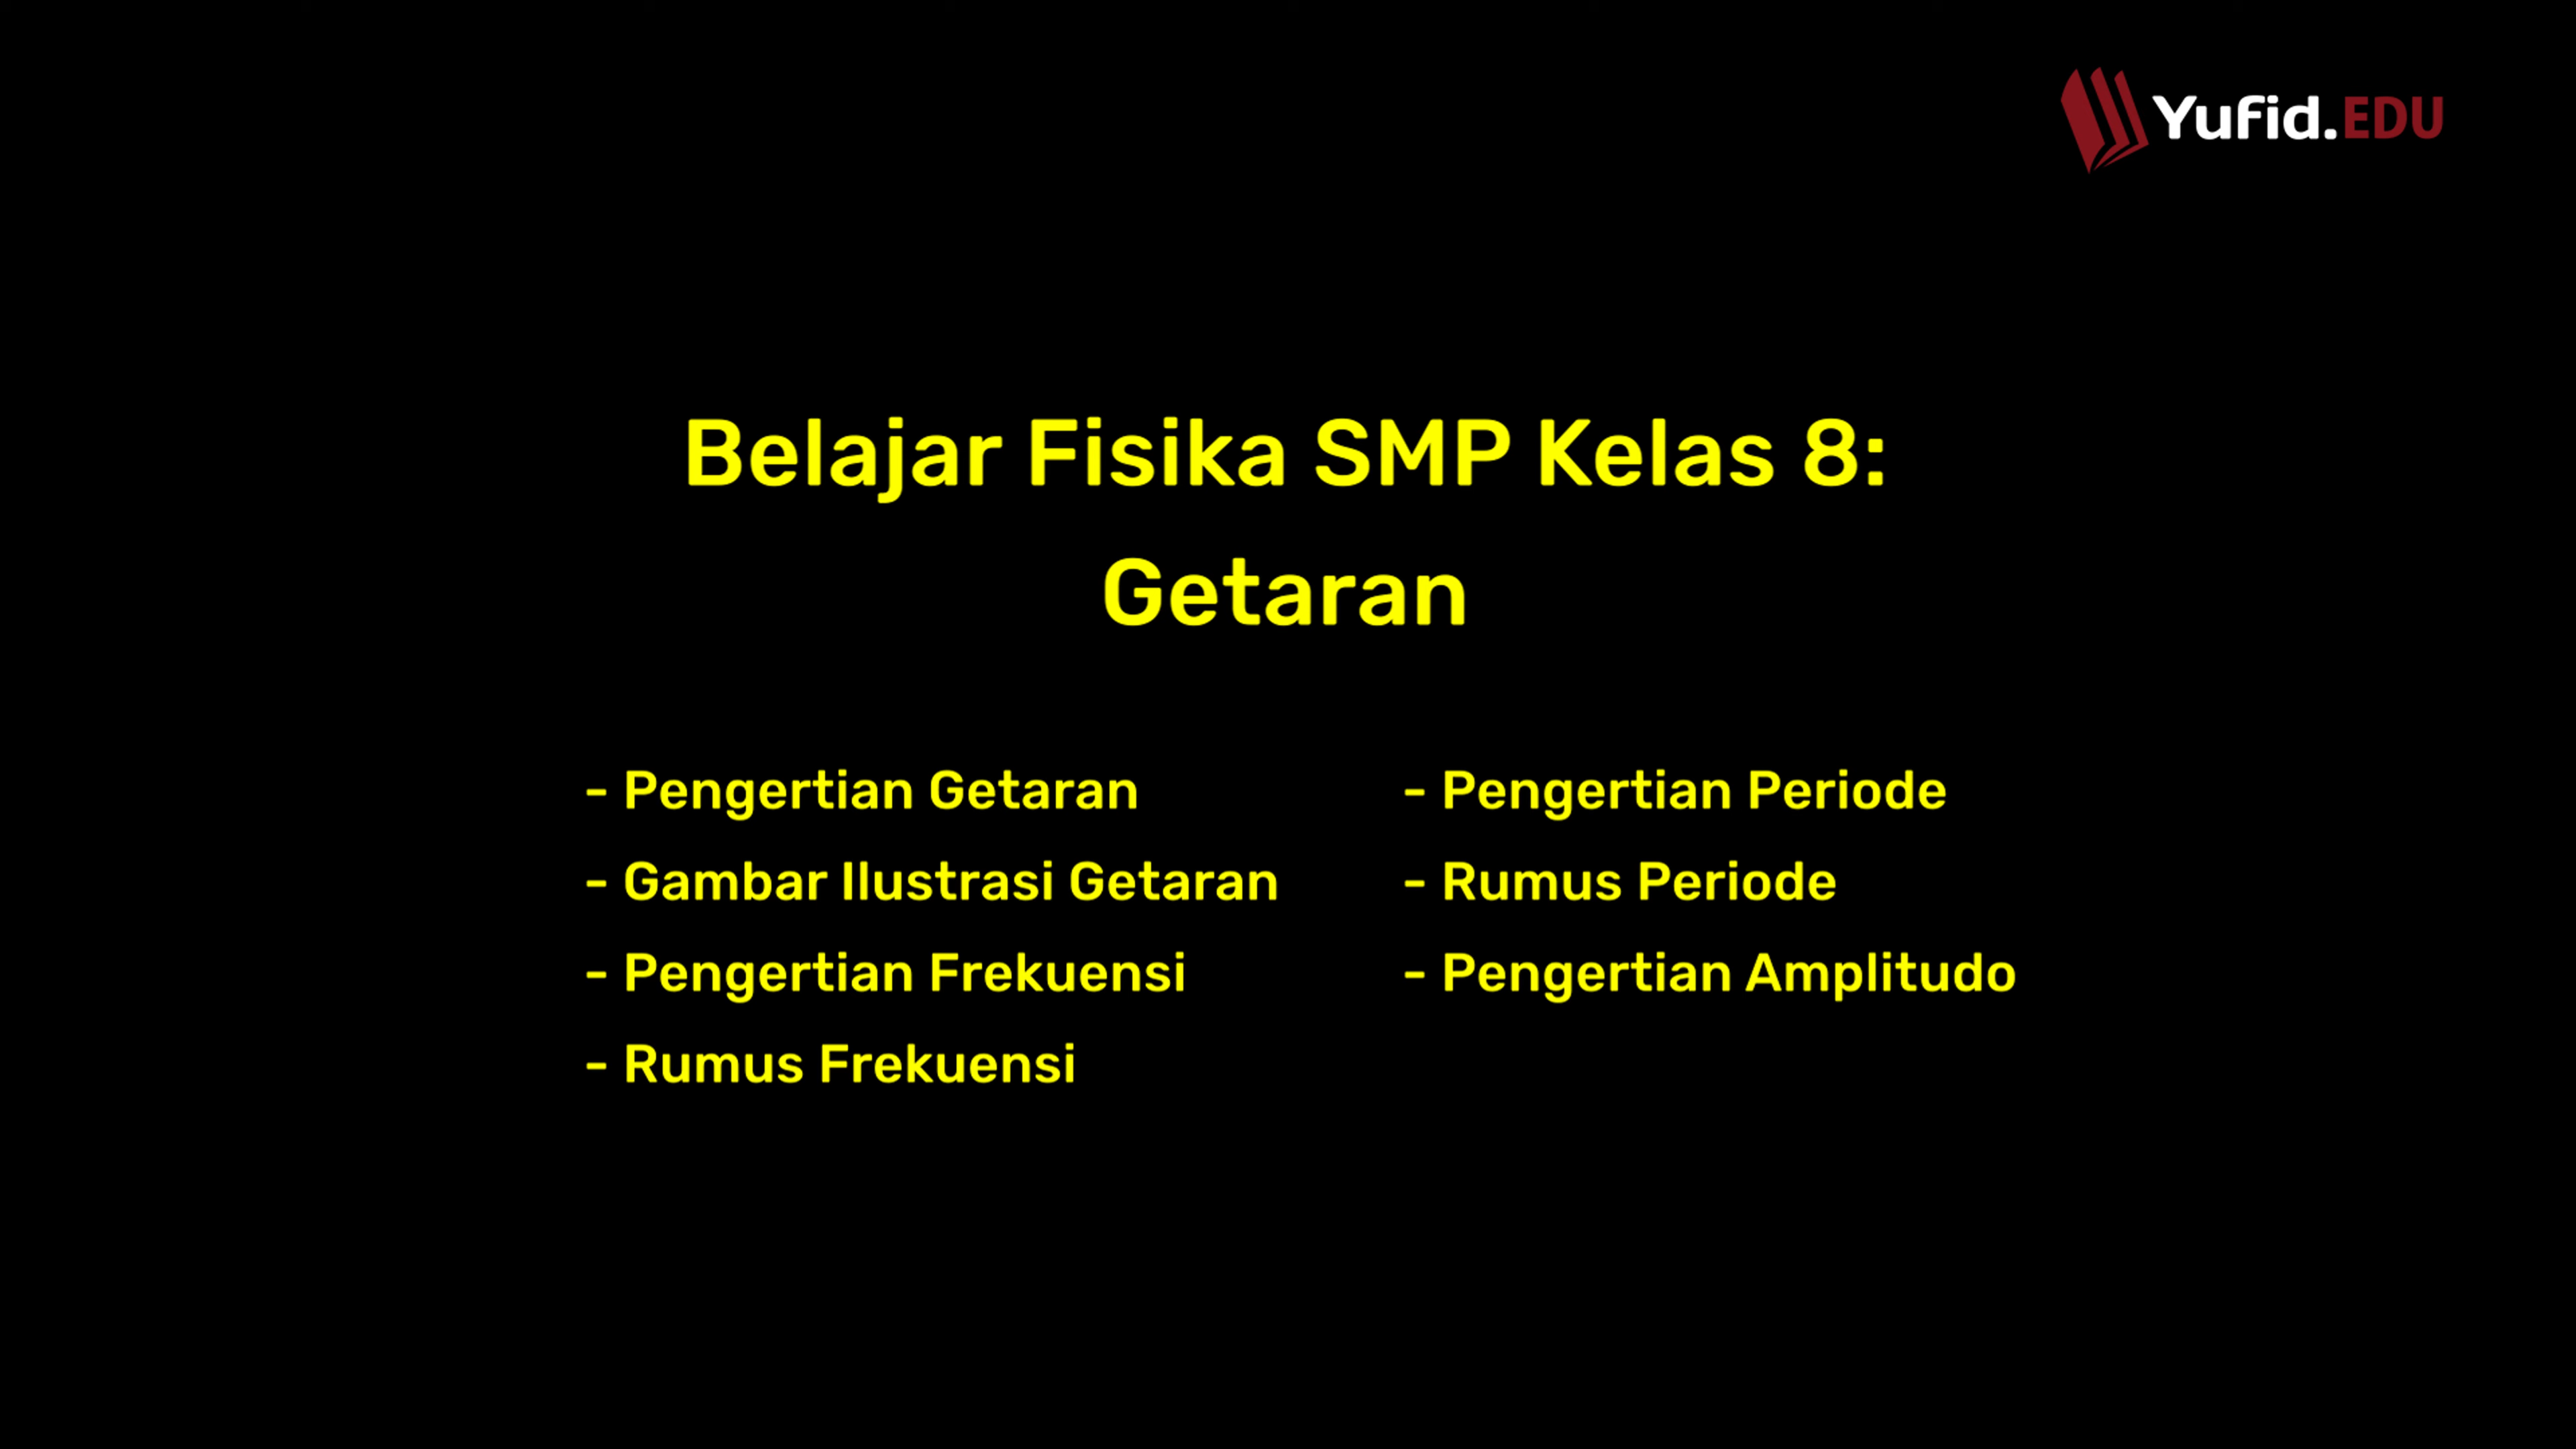 Yufid.EDU
Belajar Fisika SMP Kelas 8:
Getaran
- Pengertian Getaran
- Gambar Ilustrasi Getaran
- Pengertian Frekuensi
- Rumus Frekuensi
- Pengertian Periode
- Rumus Periode
- Pengertian Amplitudo